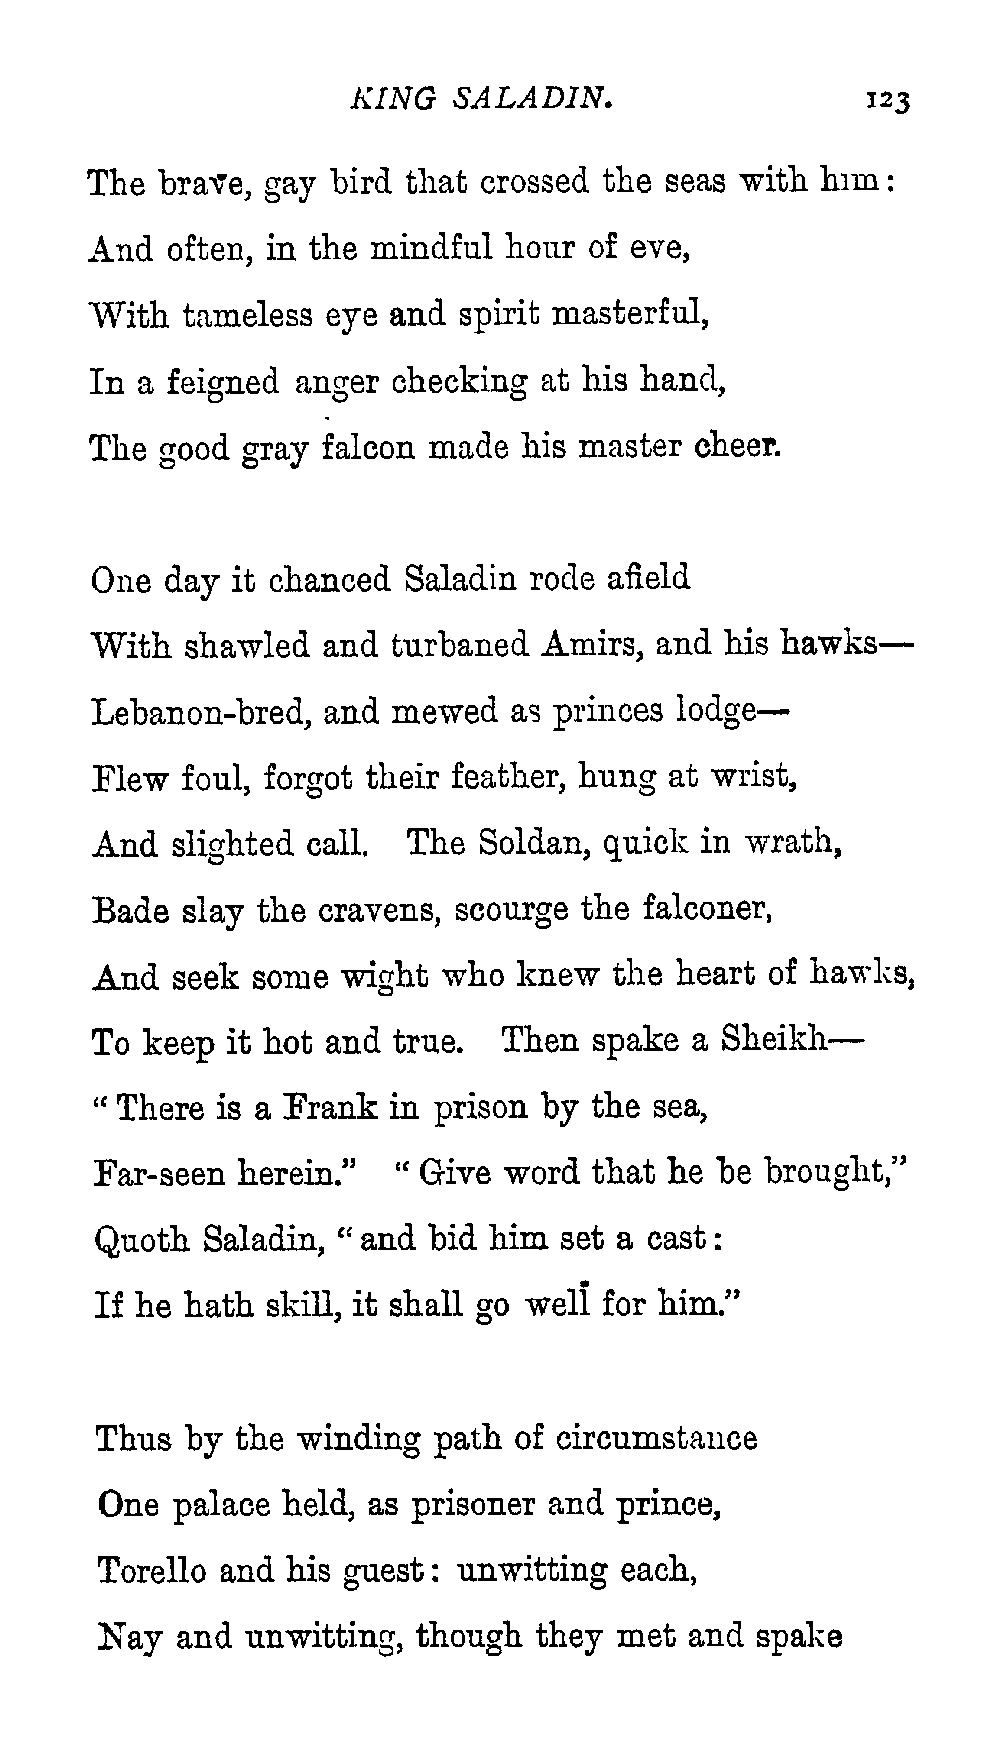 KING SALADIN. 123
The brave, gay bird that crossed the seas with him:
And often, in the mindful hour of eve,
With tameless eye and spirit masterful,
In a feigned anger checking at his hand,
The good gray falcon made his master cheer.
One day it chanced Saladin rode afield
With shawled and turbaned Amirs, and his hawks—
Lebanon-bred, and mewed as princes lodge—
Flew foul, forgot their feather, hung at wrist,
And slighted call. The Soldan, quick in wrath,
Bade slay the cravens, scourge the falconer,
And seek some wight who knew the heart of hawks,
To keep it hot and true. Then spake a Sheikh—
“There is a Frank in prison by the sea,
Far-seen herein.” “Give word that he be brought,”
Quoth Saladin, “and bid him set a cast:
If he hath skill, it shall go well for him.”
Thus by the winding path of circumstance
One palace held, as prisoner and prince,
Torello and his guest: unwitting each,
Nay and unwitting, though they met and spake